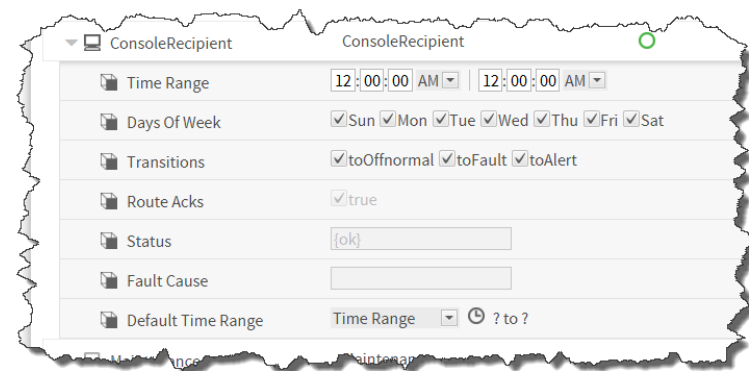 ConsoleRecipient ConsoleRecipient
Time Range 12:00:00 AM 12:00:00 AM
Days Of Week Sun Mon Tue Wed Thu Fri Sat
Transitions toOffnormal toFault toAlert
Route Acks true
Status {ok}
Fault Cause
Default Time Range Time Range ? to ?